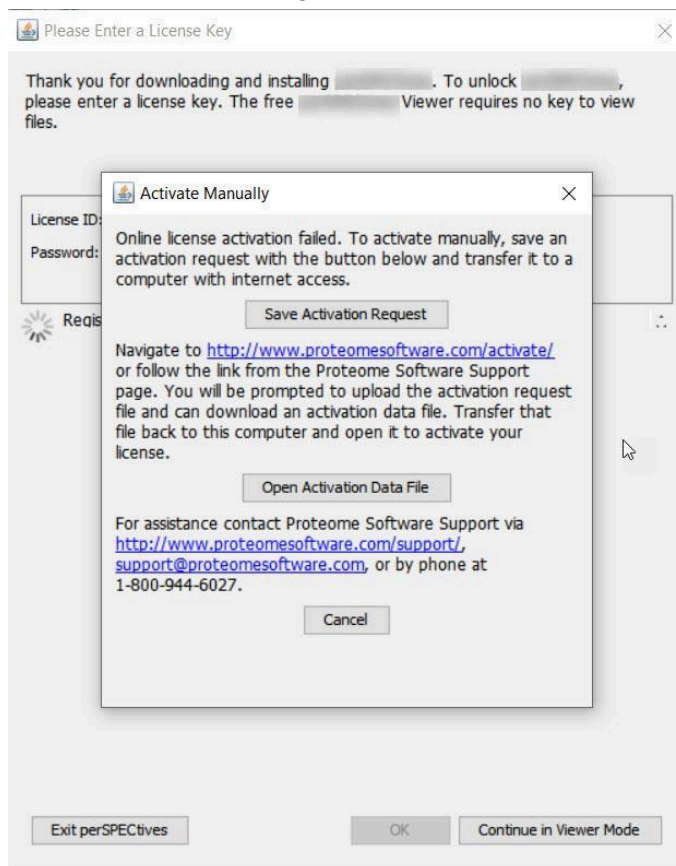 Please Enter a License Key
Thank you for downloading and installing . To unlock ,
please enter a license key. The free Viewer requires no key to view
files.
Activate Manually
License ID:
Password:
Online license activation failed. To activate manually, save an
activation request with the button below and transfer it to a
computer with internet access.
Save Activation Request
Regis
Navigate to http://www.proteomesoftware.com/activate/
or follow the link from the Proteome Software Support
page. You will be prompted to upload the activation request
file and can download an activation data file. Transfer that
file back to this computer and open it to activate your
license.
Open Activation Data File
For assistance contact Proteome Software Support via
http://www.proteomesoftware.com/support/,
support@proteomesoftware.com, or by phone at
1-800-944-6027.
Cancel
Exit perSPECtives
OK
Continue in Viewer Mode